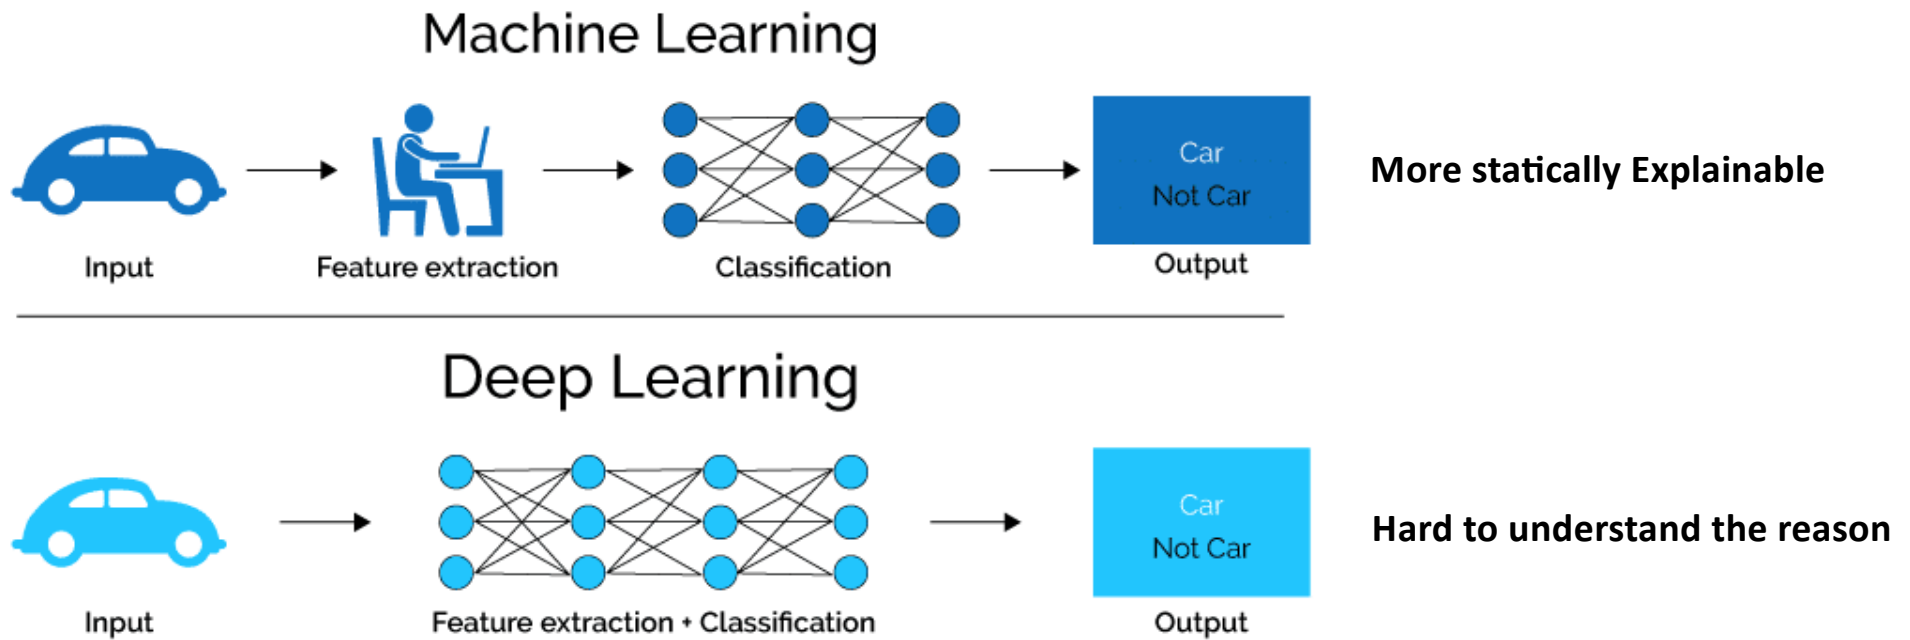 Machine Learning
Car
Not Car
More statically Explainable
Input
Feature extraction
Classification
Output
Deep Learning
Car
Not Car
Hard to understand the reason
Input
Feature extraction + Classification
Output